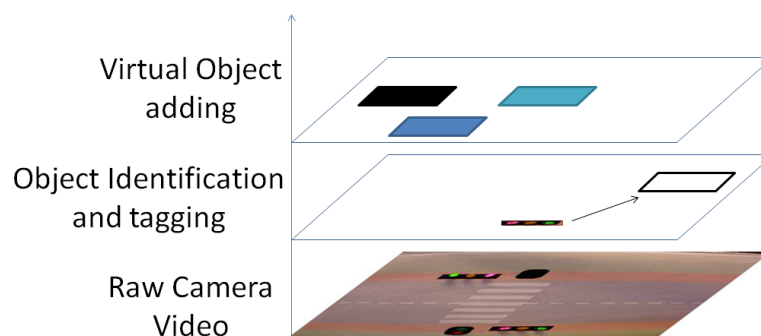 Virtual Object
adding
Object Identification
and tagging
Raw Camera
Video